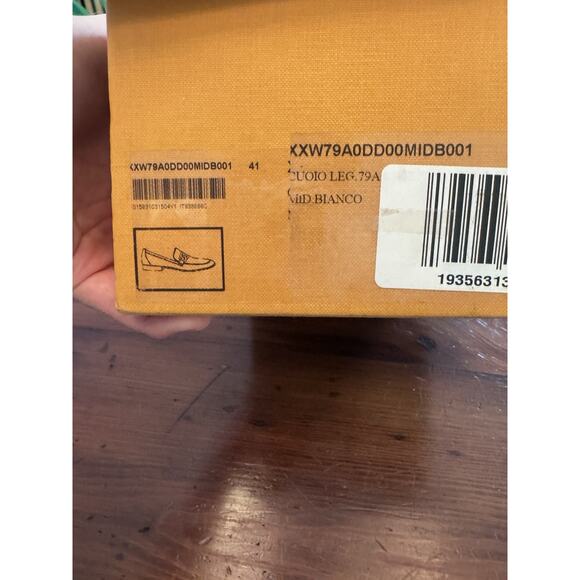 XXW79A0DD00MIDB001 41
XXW79A0DD00MIDB001
CUOIO LEG.79A
MID.BIANCO
19356313